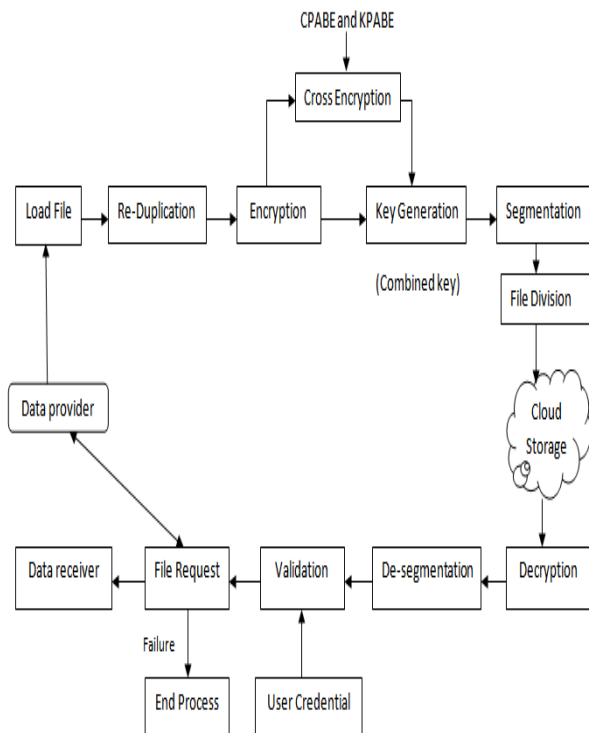 CPABE and KPABE
Cross Encryption
Load File
Re-Duplication
Encryption
Key Generation
Segmentation
(Combined key)
File Division
Data provider
Cloud
Storage
Data receiver
File Request
Validation
De-segmentation
Decryption
Failure
End Process
User Credential